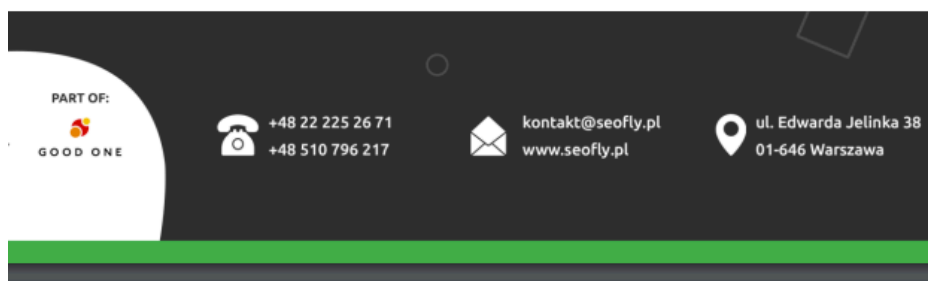 PART OF:
GOOD ONE
+48 22 225 26 71
+48 510 796 217
kontakt@seofly.pl
www.seofly.pl
ul. Edwarda Jelinka 38
01-646 Warszawa